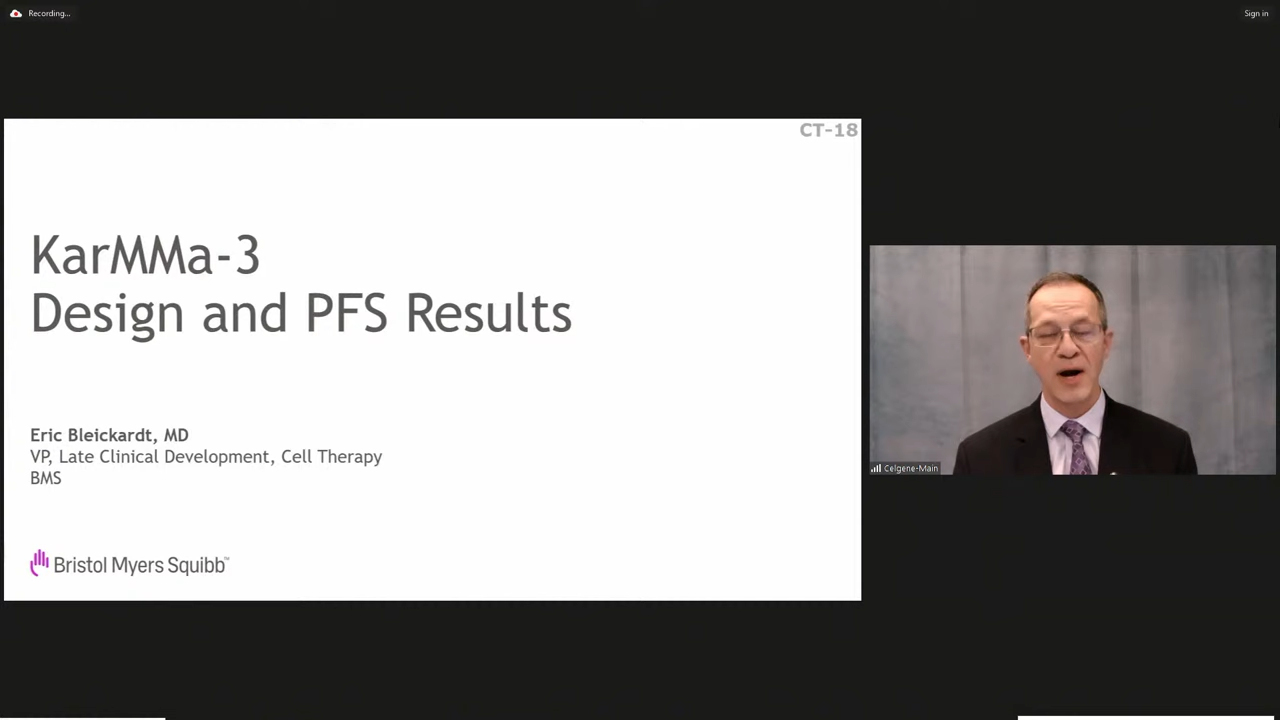 Recording...
Sign in
CT-18
KarMMa-3
Design and PFS Results
Eric Bleickardt, MD
VP, Late Clinical Development, Cell Therapy
BMS
Bristol Myers Squibb™
Celgene-Main